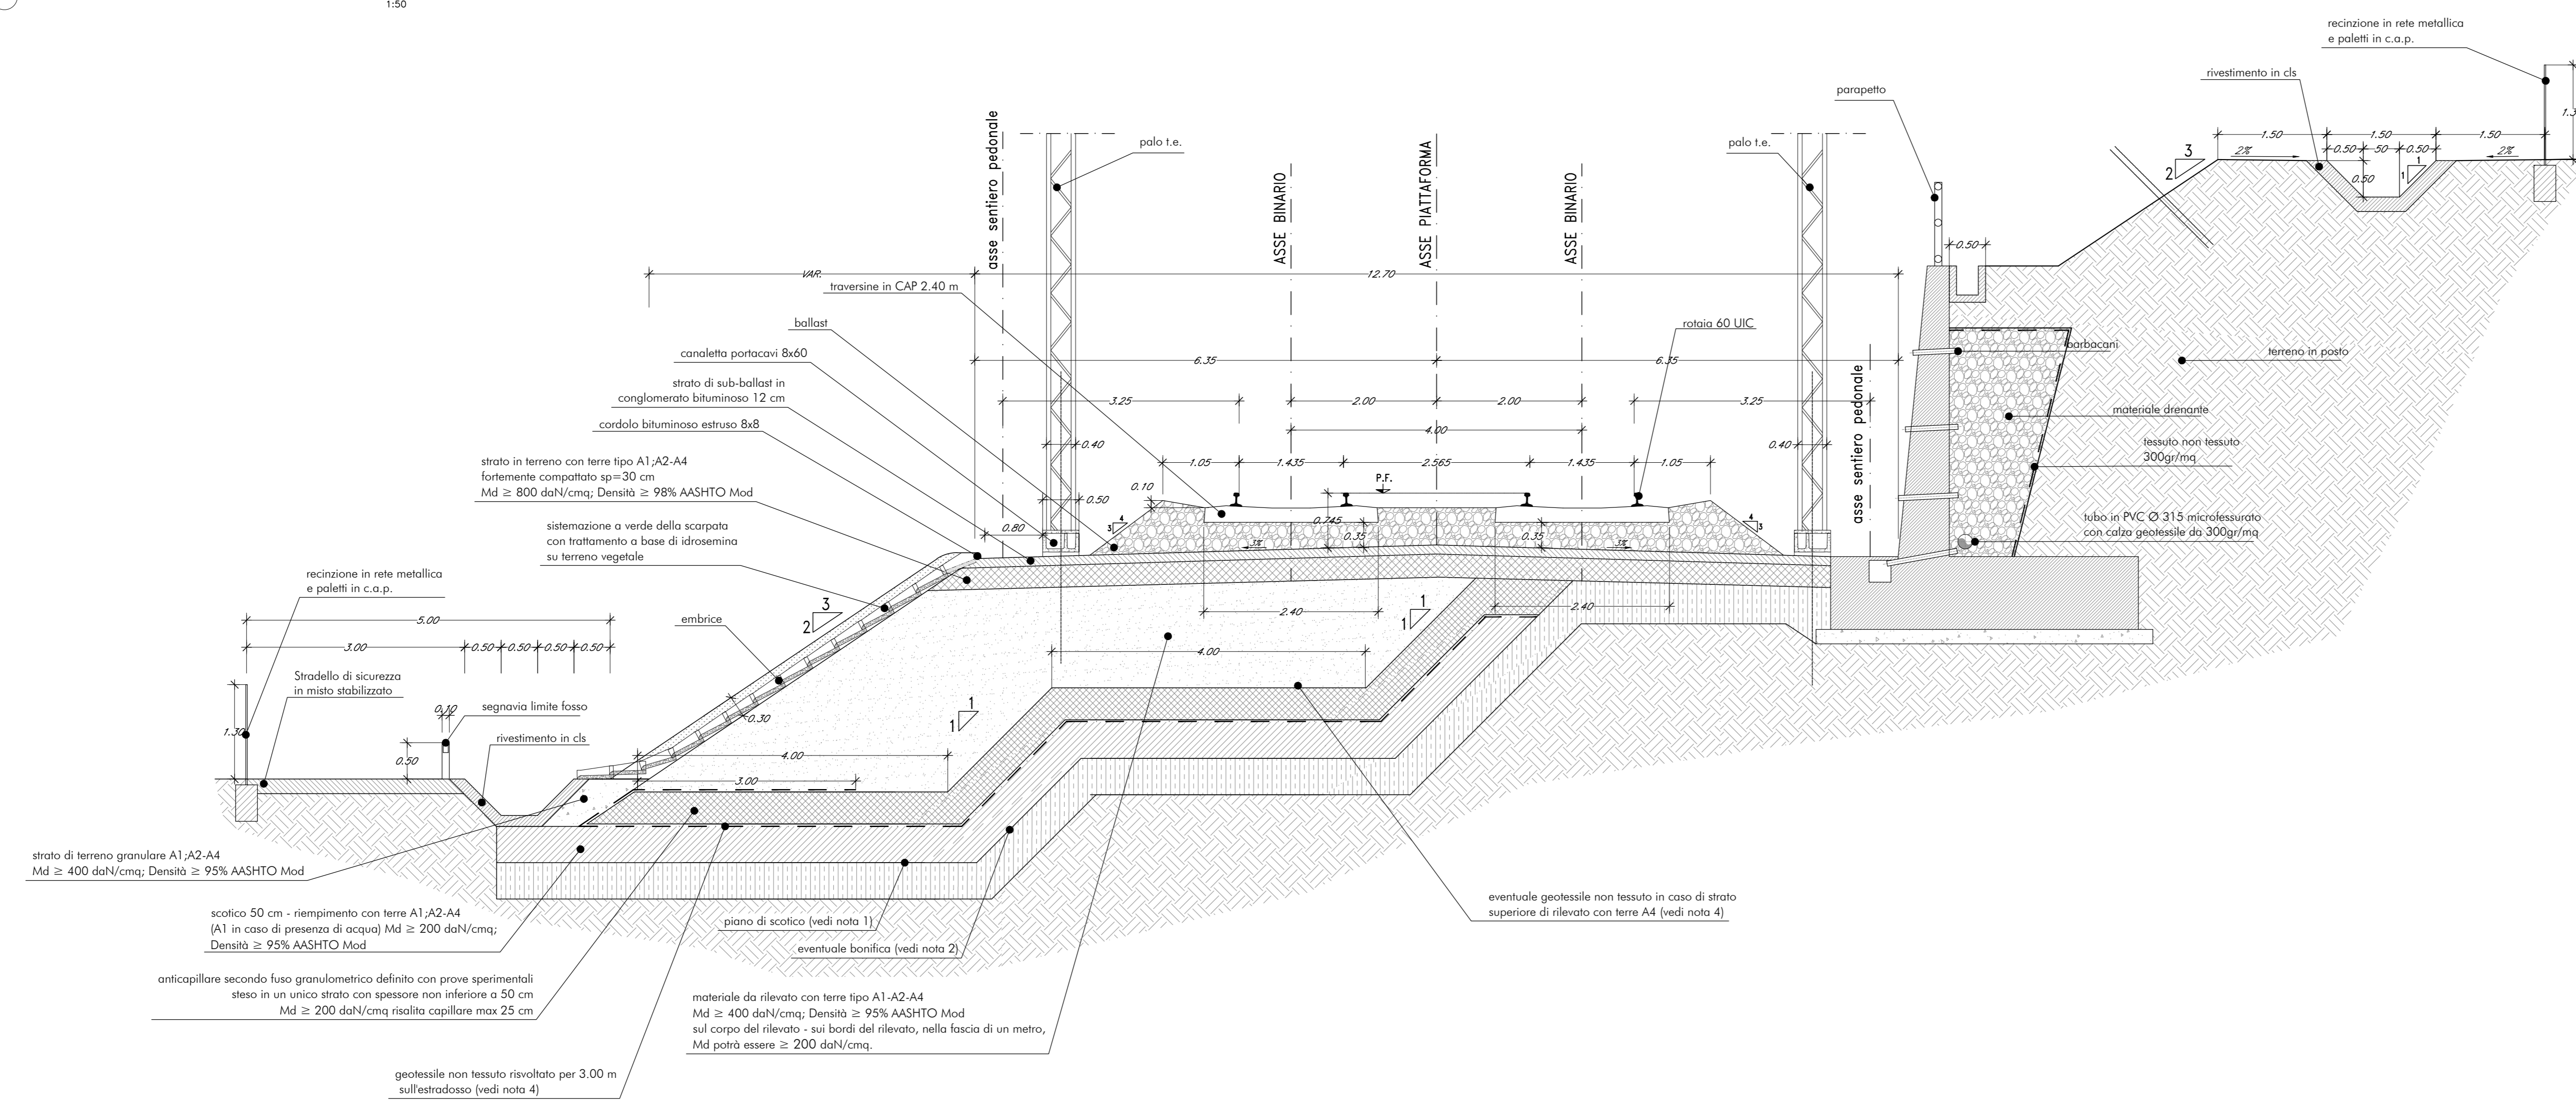 1:50
recinzione in rete metallica
e paletti in c.a.p.
rivestimento in cls
parapetto
1.50
1.50
1.50
0.50
50
0.50
2%
2%
3
2
1
1
0.50
palo t.e.
palo t.e.
asse sentiero pedonale
ASSE BINARIO
ASSE PIATTAFORMA
ASSE BINARIO
0.50
VAR.
12.70
traversine in CAP 2.40 m
ballast
rotaia 60 UIC
canaletta portacavi 8x60
6.35
6.35
barbacani
terreno in posto
strato di sub-ballast in
conglomerato bituminoso 12 cm
3.25
2.00
2.00
3.25
asse sentiero pedonale
materiale drenante
cordolo bituminoso estruso 8x8
4.00
0.40
0.40
tessuto non tessuto
300gr/mq
strato in terreno con terre tipo A1;A2-A4
fortemente compattato sp=30 cm
Md ≥ 800 daN/cmq; Densità ≥ 98% AASHTO Mod
1.05
1.435
2.565
1.435
1.05
P.F.
0.10
0.50
0.80
4
3
0.745
0.35
0.35
3%
3%
4
3
tubo in PVC Ø 315 microfessurato
con calza geotessile da 300gr/mq
sistemazione a verde della scarpata
con trattamento a base di idrosemina
su terreno vegetale
recinzione in rete metallica
e paletti in c.a.p.
3
2
2.40
2.40
1
1
embrice
5.00
3.00
0.50
0.50
0.50
0.50
4.00
Stradello di sicurezza
in misto stabilizzato
0.10
segnavia limite fosso
0.30
1
1
1.30
rivestimento in cls
0.50
4.00
3.00
strato di terreno granulare A1;A2-A4
Md ≥ 400 daN/cmq; Densità ≥ 95% AASHTO Mod
scotico 50 cm - riempimento con terre A1;A2-A4
(A1 in caso di presenza di acqua) Md ≥ 200 daN/cmq;
Densità ≥ 95% AASHTO Mod
piano di scotico (vedi nota 1)
eventuale bonifica (vedi nota 2)
eventuale geotessile non tessuto in caso di strato
superiore di rilevato con terre A4 (vedi nota 4)
anticapillare secondo fuso granulometrico definito con prove sperimentali
steso in un unico strato con spessore non inferiore a 50 cm
Md ≥ 200 daN/cmq risalita capillare max 25 cm
materiale da rilevato con terre tipo A1-A2-A4
Md ≥ 400 daN/cmq; Densità ≥ 95% AASHTO Mod
sul corpo del rilevato - sui bordi del rilevato, nella fascia di un metro,
Md potrà essere ≥ 200 daN/cmq.
geotessile non tessuto risvoltato per 3.00 m
sull'estradosso (vedi nota 4)